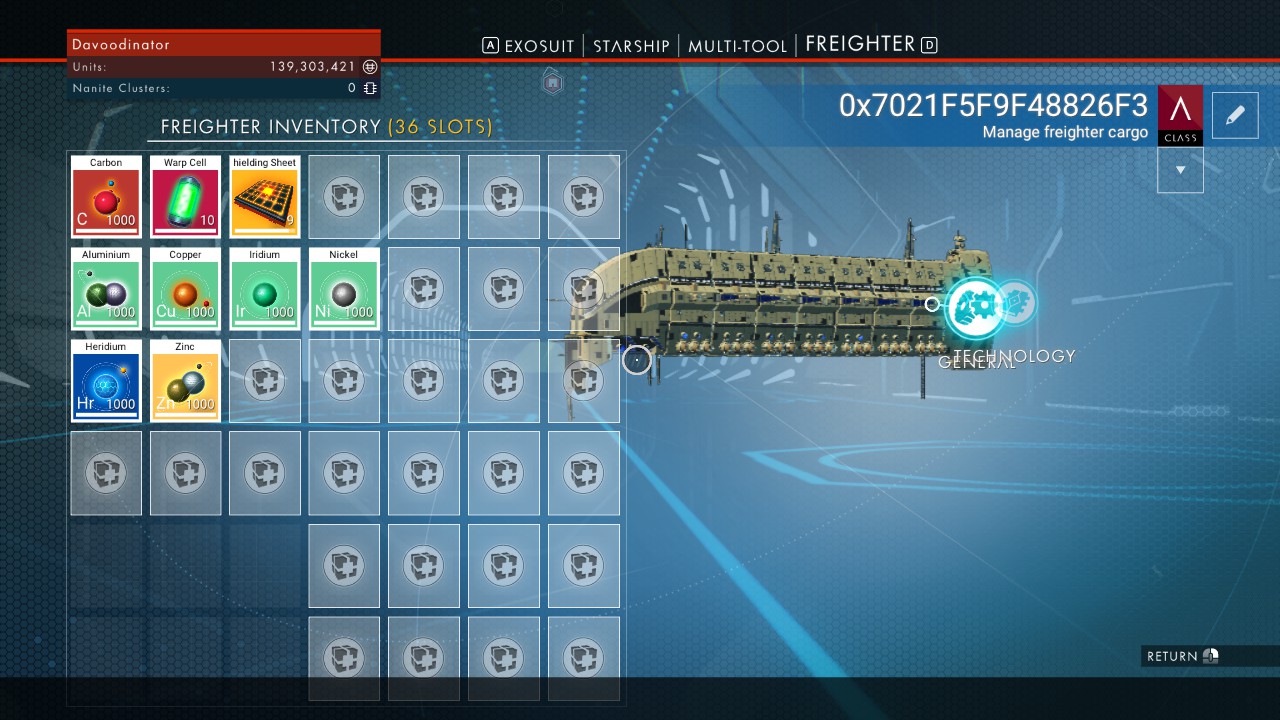 Davoodinator
Units: 139,303,421
Nanite Clusters: 0
A EXOSUIT STARSHIP MULTI-TOOL FREIGHTER D
0x7021F5F9F48826F3
Manage freighter cargo
CLASS
FREIGHTER INVENTORY (36 SLOTS)
Carbon Warp Cell hielding Sheet
C 1000 10 9
Aluminium Copper Iridium Nickel
Al 1000 Cu 1000 Ir 1000 Ni 1000
Heridium Zinc
Hr 1000 Zn 1000
TECHNOLOGY
GENERAL
RETURN